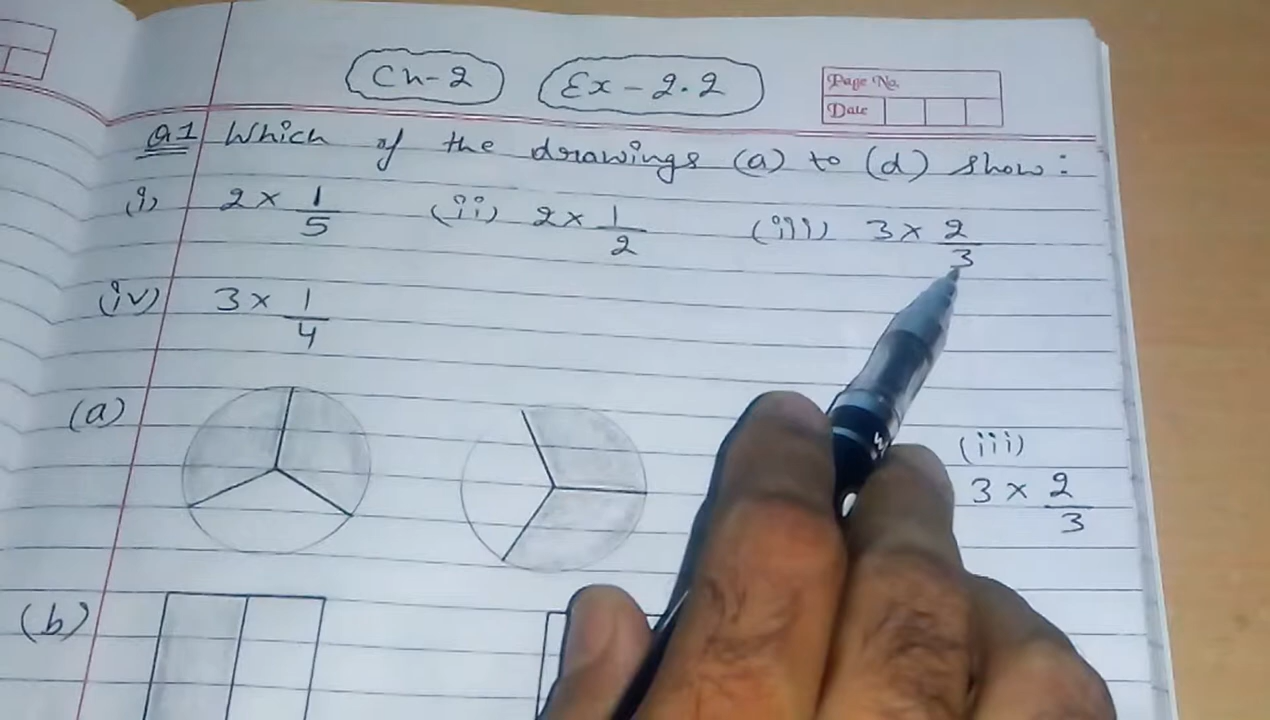 Ch-2 Ex-2.2
Page No.
Date
Q1 Which of the drawings (a) to (d) show:
(i) 2 × 1/5 (ii) 2 × 1/2 (iii) 3 × 2/3
(iv) 3 × 1/4
(a)
(iii)
3 × 2/3
(b)